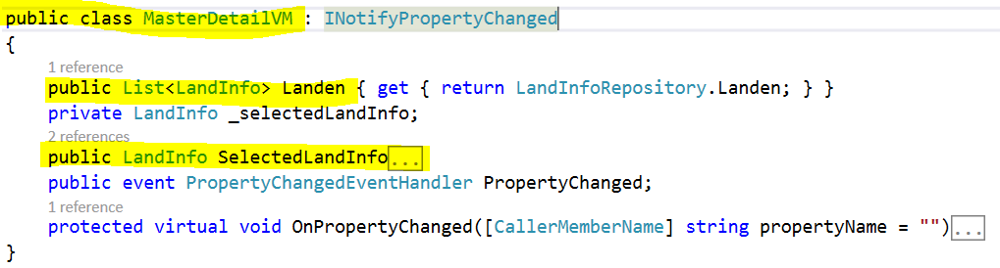 public class MasterDetailVM : INotifyPropertyChanged
{
1 reference
public List<LandInfo> Landen { get { return LandInfoRepository.Landen; } }
private LandInfo _selectedLandInfo;
2 references
public LandInfo SelectedLandInfo...
public event PropertyChangedEventHandler PropertyChanged;
1 reference
protected virtual void OnPropertyChanged([CallerMemberName] string propertyName = "")...
}